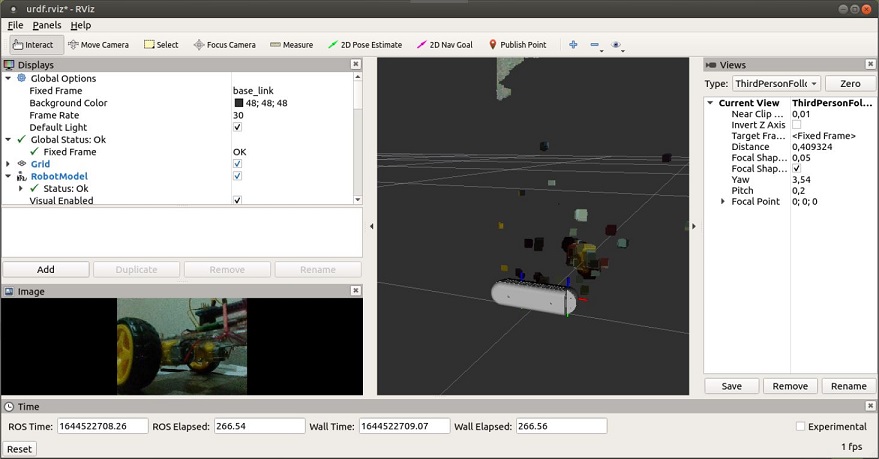 urdf.rviz* - RViz
File Panels Help
Interact Move Camera Select Focus Camera Measure 2D Pose Estimate 2D Nav Goal Publish Point
Displays
Global Options
Fixed Frame base_link
Background Color 48; 48; 48
Frame Rate 30
Default Light
Global Status: Ok
Fixed Frame OK
Grid
RobotModel
Status: Ok
Visual Enabled
Add Duplicate Remove Rename
Image
Views
Type: ThirdPersonFollo Zero
Current View ThirdPersonFol...
Near Clip ... 0,01
Invert Z Axis
Target Fra... <Fixed Frame>
Distance 0,409324
Focal Shap... 0,05
Focal Shap...
Yaw 3,54
Pitch 0,2
Focal Point 0; 0; 0
Save Remove Rename
Time
ROS Time: 1644522708.26 ROS Elapsed: 266.54 Wall Time: 1644522709.07 Wall Elapsed: 266.56 Experimental
Reset 1 fps